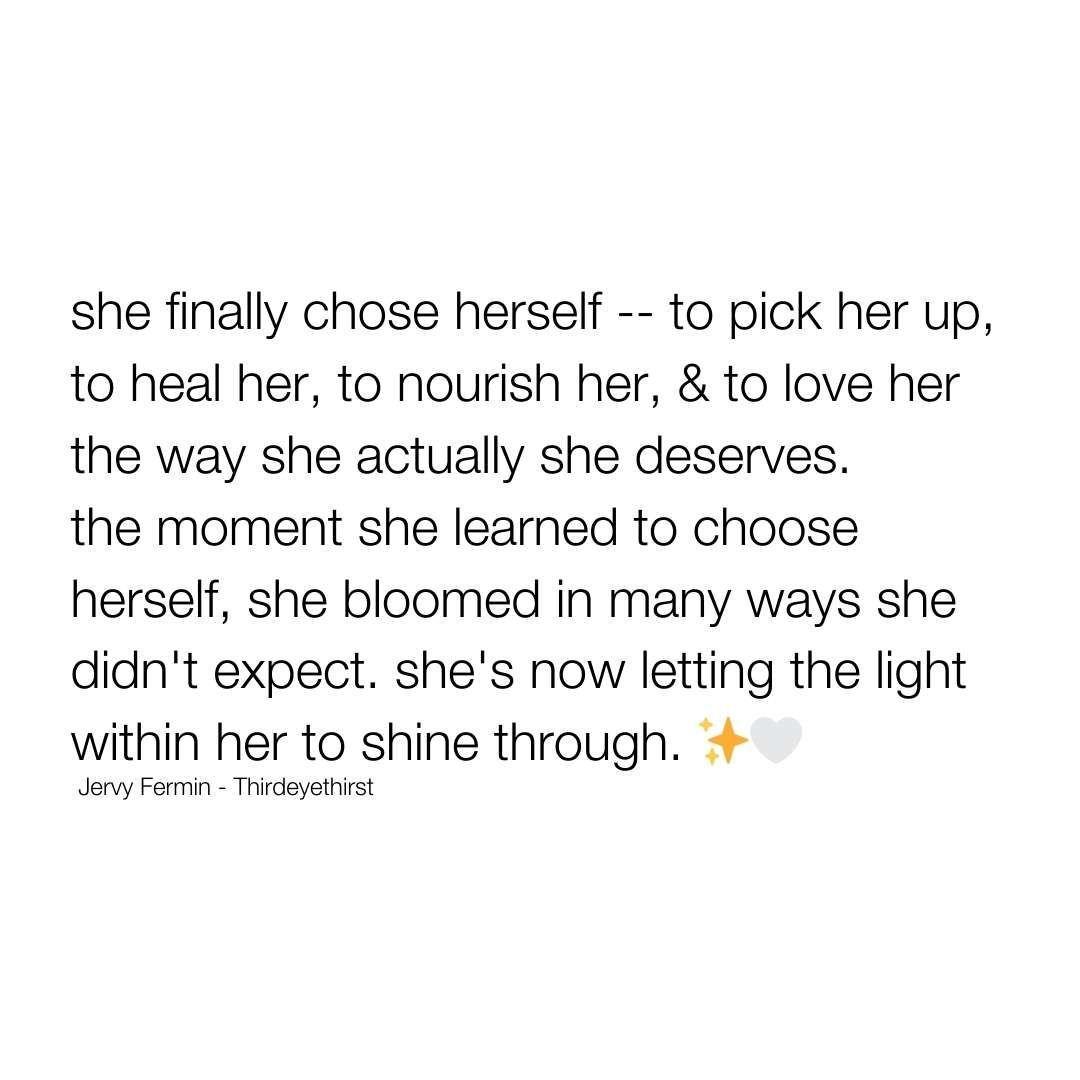 she finally chose herself -- to pick her up,
to heal her, to nourish her, & to love her
the way she actually she deserves.
the moment she learned to choose
herself, she bloomed in many ways she
didn't expect. she's now letting the light
within her to shine through. ✨🤍
Jervy Fermin - Thirdeyethirst